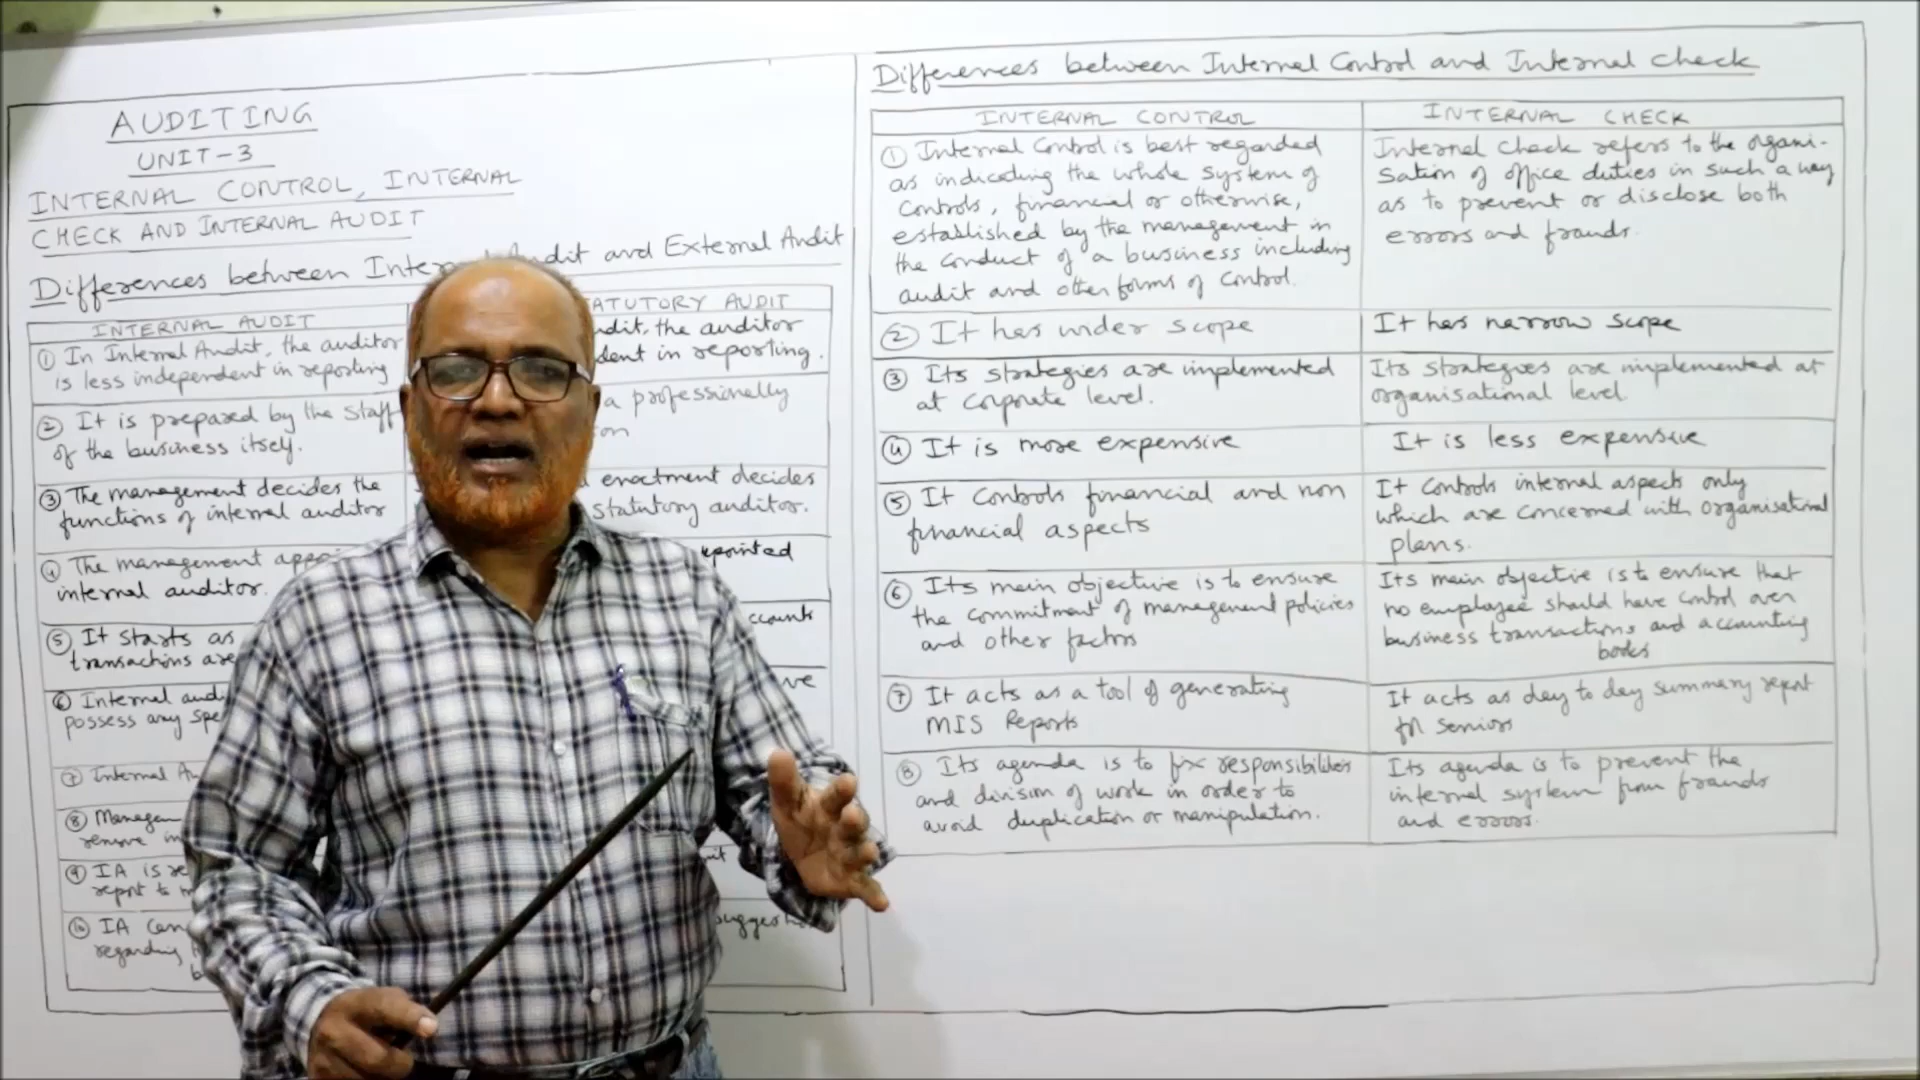 AUDITING
UNIT-3
INTERNAL CONTROL, INTERNAL
CHECK AND INTERNAL AUDIT
Differences between Audit and External Audit
INTERNAL AUDIT
① In Internal Audit, the auditor
is less independent in reporting
② It is prepared by the staff
of the business itself.
③ The management decides the
functions of internal auditor
④ The management
internal auditor.
⑤ It starts as
transactions are
⑥ Internal
possess any
⑦ Internal
⑧
⑨ IA is
report to
⑩ IA
regarding
AUDIT
the auditor
in reporting.
a professionally
enactment decides
statutory auditor.
Differences between Internal Control and Internal check
INTERNAL CONTROL
INTERNAL CHECK
① Internal Control is best regarded
as indicating the whole system of
controls, financial or otherwise,
established by the management in
the conduct of a business including
audit and other forms of control.
Internal check refers to the organi-
sation of office duties in such a way
as to prevent or disclose both
errors and frauds.
② It has wider scope
It has narrow scope
③ Its strategies are implemented
at corporate level.
Its strategies are implemented at
organisational level.
④ It is more expensive
It is less expensive
⑤ It Controls financial and non
financial aspects
It Controls internal aspects only
which are concerned with organisational
plans.
⑥ Its main objective is to ensure
the commitment of management policies
and other factors
Its main objective is to ensure that
no employee should have control over
business transactions and accounting
books
⑦ It acts as a tool of generating
MIS Reports
It acts as day to day summary report
for seniors
⑧ Its agenda is to fix responsibilities
and division of work in order to
avoid duplication or manipulation.
Its agenda is to prevent the
internal system from frauds
and errors.